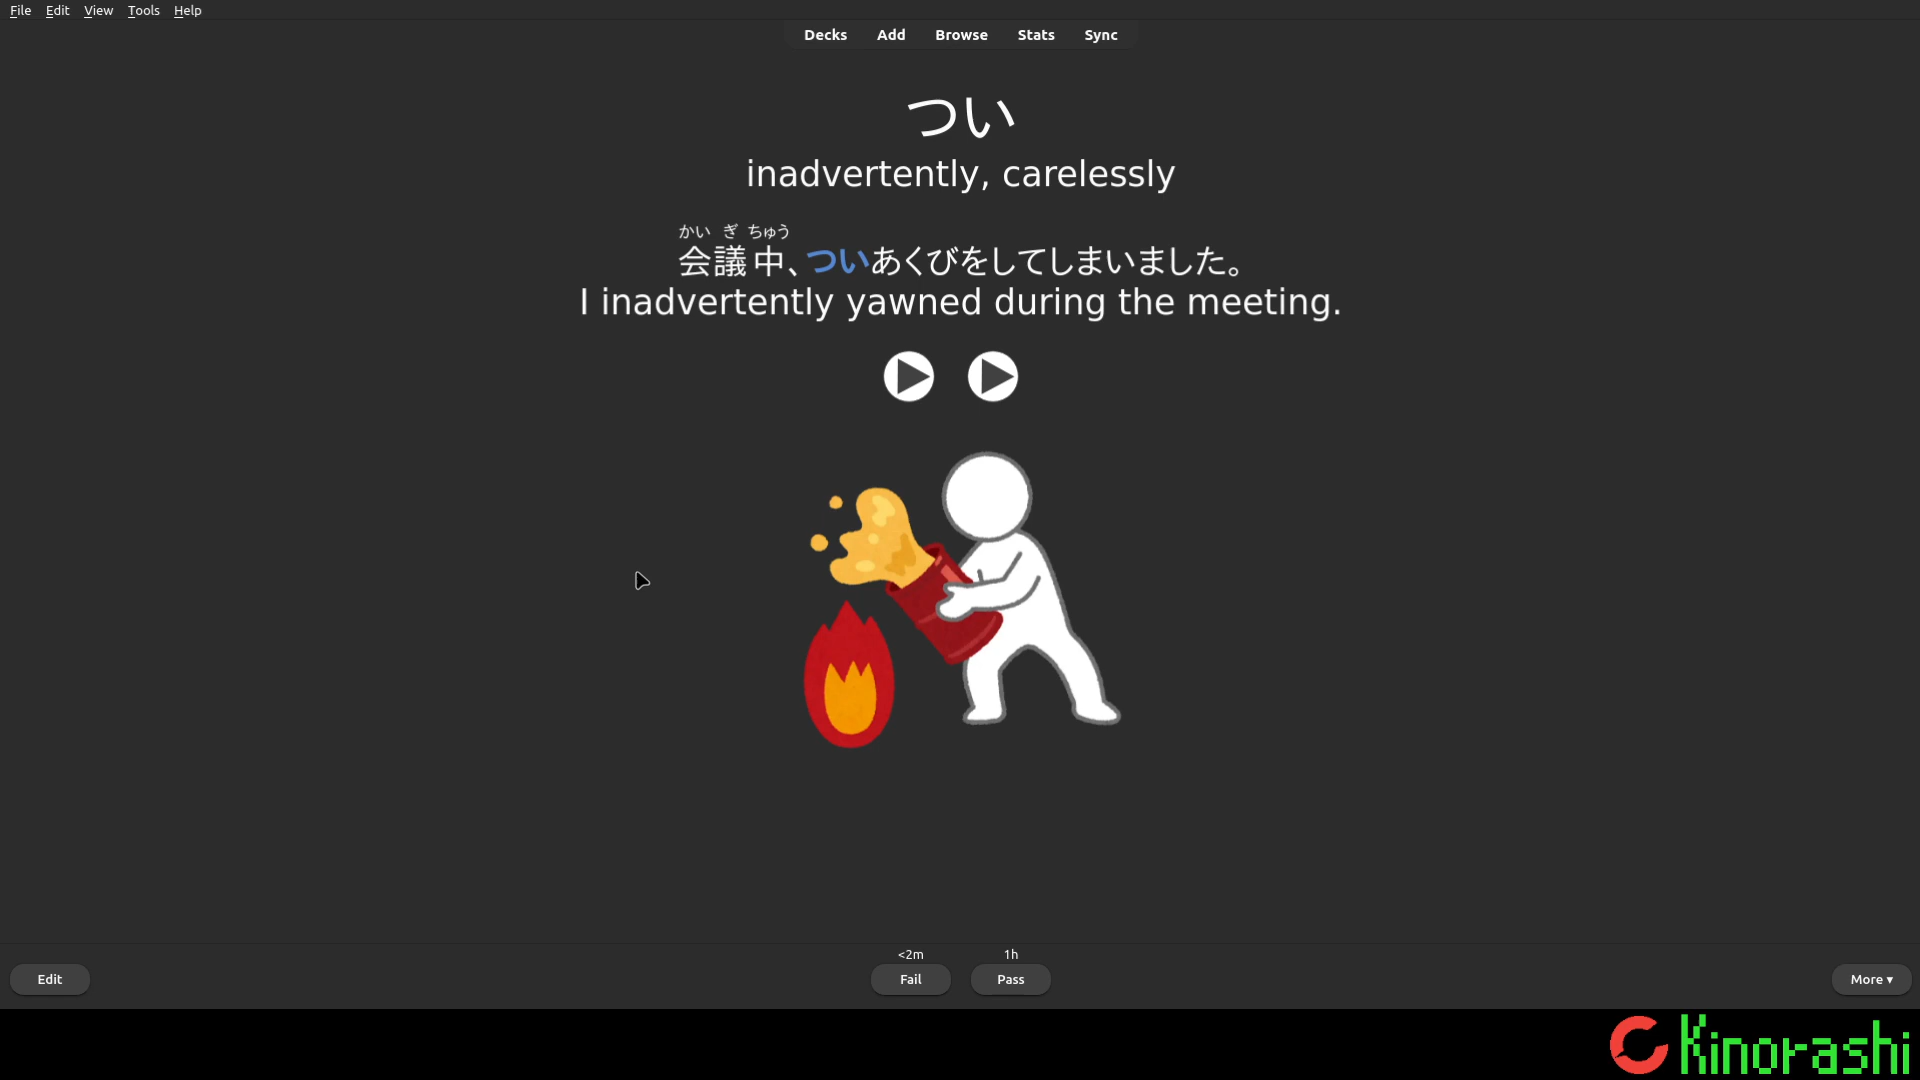 File Edit View Tools Help
Decks Add Browse Stats Sync
つい
inadvertently, carelessly
かい ぎ ちゅう
会議中、ついあくびをしてしまいました。
I inadvertently yawned during the meeting.
<2m 1h
Edit Fail Pass More ▾
Kinorashi